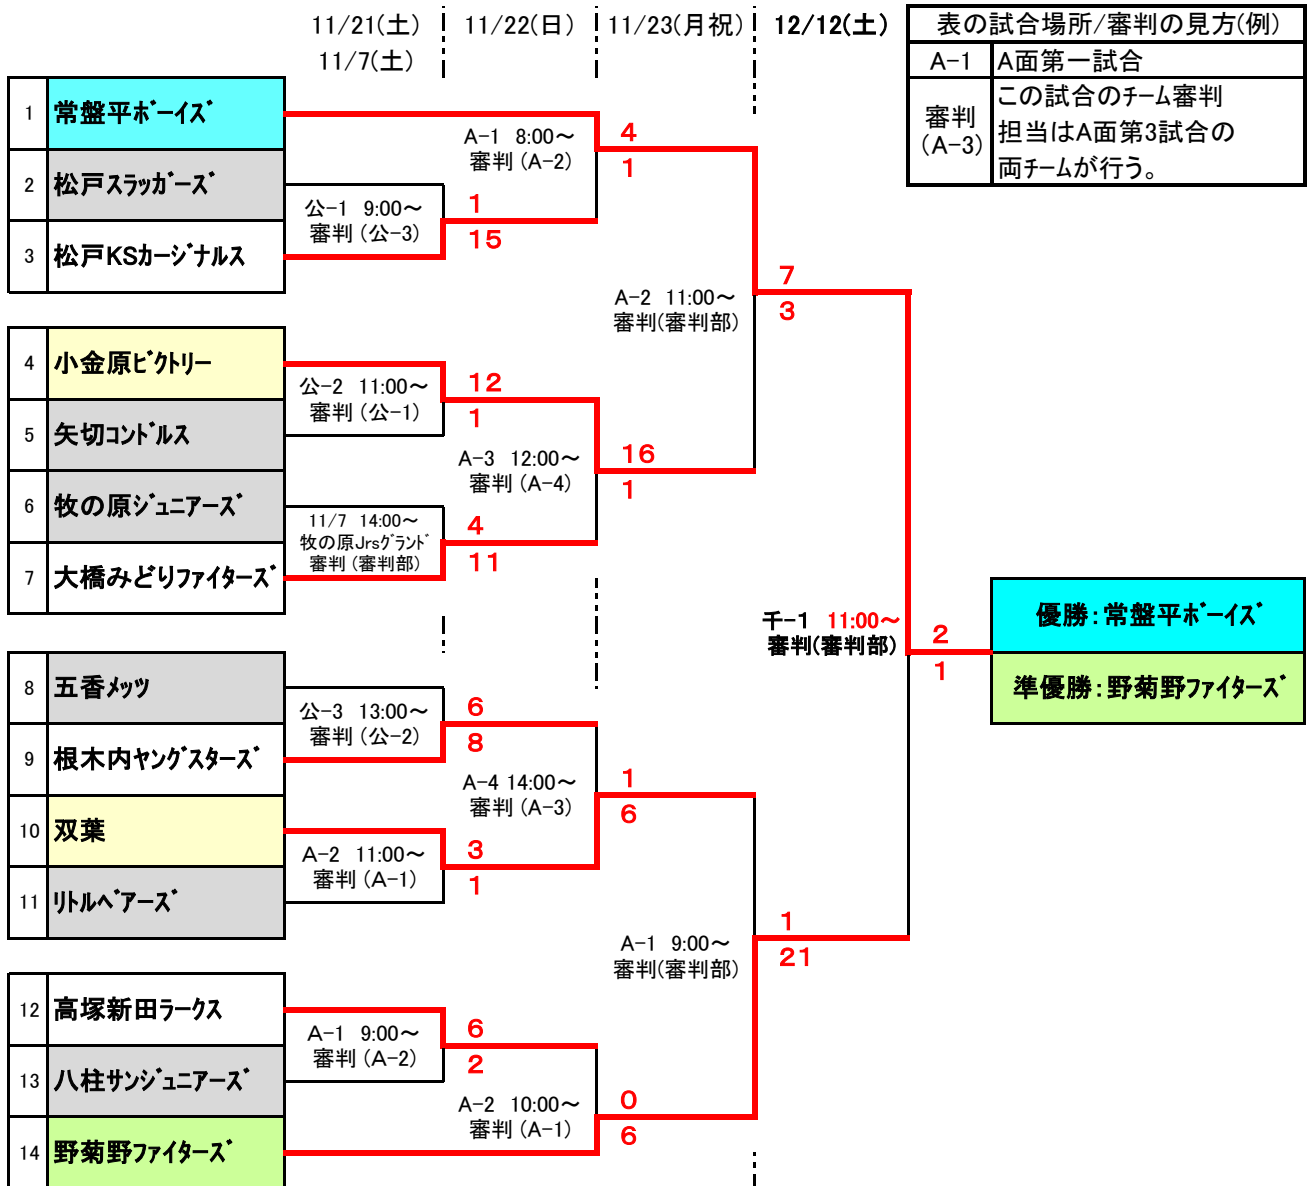 11/21(土) 11/22(日) 11/23(月祝) 12/12(土)
11/7(土)
表の試合場所/審判の見方(例)
A-1 A面第一試合
審判(A-3) この試合のﾁｰﾑ審判
担当はA面第3試合の
両ﾁｰﾑが行う。
1 常盤平ﾎﾞｰｲｽﾞ
2 松戸ｽﾗｯｶﾞｰｽﾞ
3 松戸KSｶｰｼﾞﾅﾙｽ
公-1 9:00～
審判(公-3)
1
15
A-1 8:00～
審判(A-2)
4
1
4 小金原ﾋﾞｸﾄﾘｰ
5 矢切ｺﾝﾄﾞﾙｽ
6 牧の原ｼﾞｭﾆｱｰｽﾞ
7 大橋みどりﾌｧｲﾀｰｽﾞ
公-2 11:00～
審判(公-1)
12
1
11/7 14:00～
牧の原Jrsｸﾞﾗﾝﾄﾞ
審判(審判部)
4
11
A-3 12:00～
審判(A-4)
16
1
A-2 11:00～
審判(審判部)
7
3
8 五香ﾒｯﾂ
9 根木内ﾔﾝｸﾞｽﾀｰｽﾞ
10 双葉
11 ﾘﾄﾙﾍﾞｱｰｽﾞ
公-3 13:00～
審判(公-2)
6
8
A-2 11:00～
審判(A-1)
3
1
A-4 14:00～
審判(A-3)
1
6
12 高塚新田ﾗｰｸｽ
13 八柱ｻﾝｼﾞｭﾆｱｰｽﾞ
14 野菊野ﾌｧｲﾀｰｽﾞ
A-1 9:00～
審判(A-2)
6
2
A-2 10:00～
審判(A-1)
0
6
A-1 9:00～
審判(審判部)
1
21
千-1 11:00～
審判(審判部)
2
1
優勝：常盤平ﾎﾞｰｲｽﾞ
準優勝：野菊野ﾌｧｲﾀｰｽﾞ